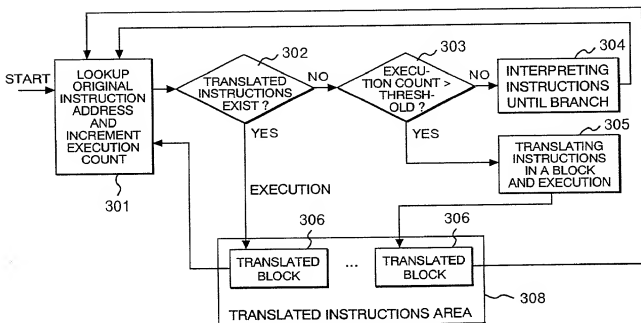 START
LOOKUP
ORIGINAL
INSTRUCTION
ADDRESS
AND
INCREMENT
EXECUTION
COUNT
301
302
TRANSLATED
INSTRUCTIONS
EXIST ?
NO
YES
EXECUTION
303
EXECU-
TION COUNT >
THRESH-
OLD ?
NO
YES
304
INTERPRETING
INSTRUCTIONS
UNTIL BRANCH
305
TRANSLATING
INSTRUCTIONS
IN A BLOCK
AND EXECUTION
306
TRANSLATED
BLOCK
...
306
TRANSLATED
BLOCK
308
TRANSLATED INSTRUCTIONS AREA